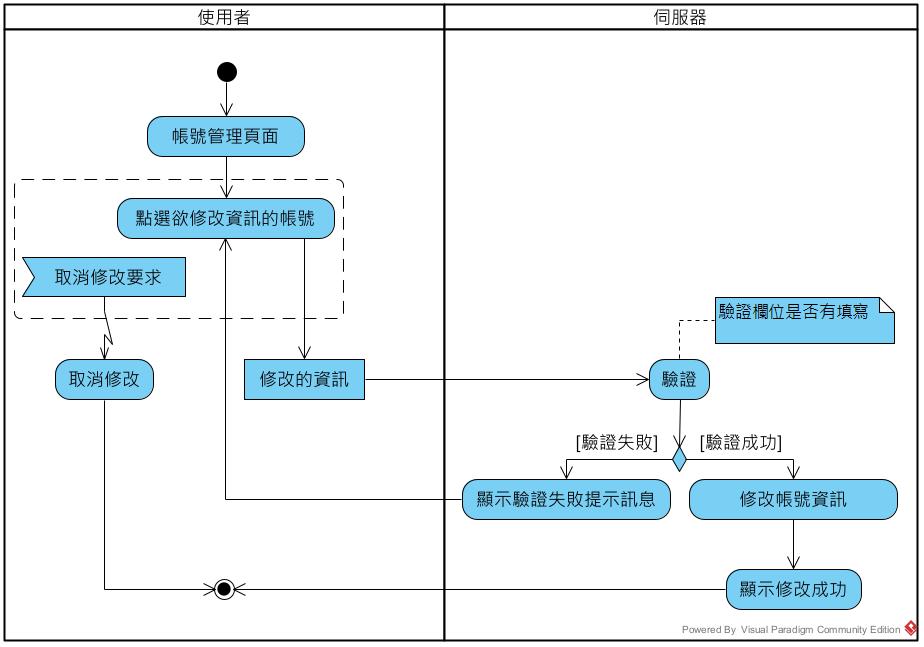 使用者
伺服器
帳號管理頁面
點選欲修改資訊的帳號
取消修改要求
驗證欄位是否有填寫
取消修改
修改的資訊
驗證
[驗證失敗]
[驗證成功]
顯示驗證失敗提示訊息
修改帳號資訊
顯示修改成功
Powered By Visual Paradigm Community Edition